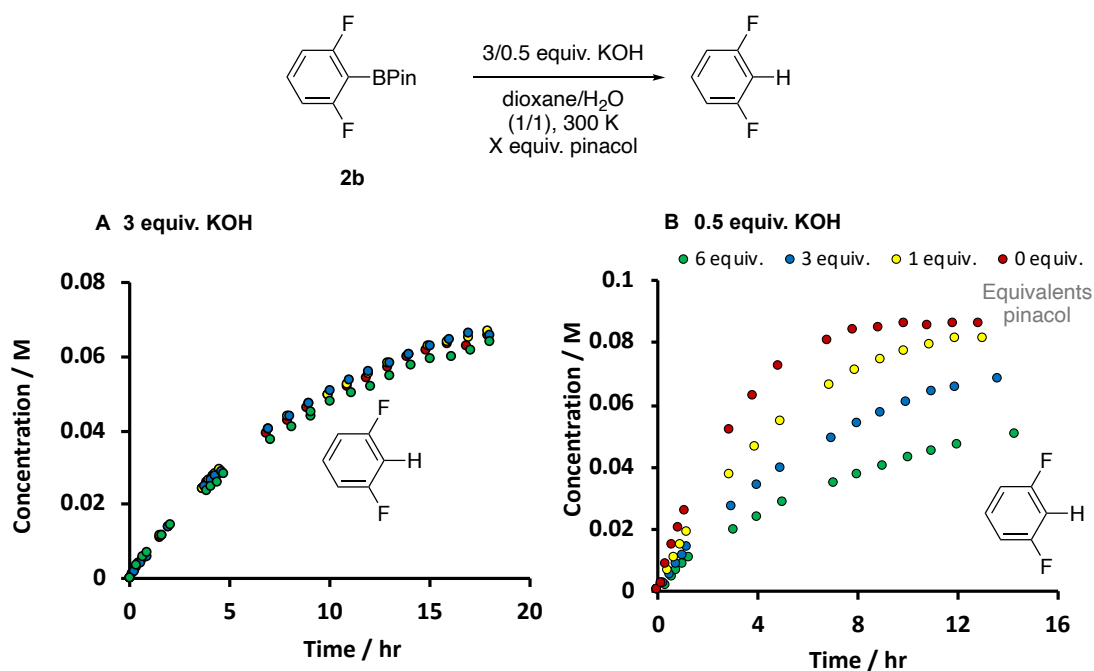 F
BPin
F
2b
3/0.5 equiv. KOH
dioxane/H₂O
(1/1), 300 K
X equiv. pinacol
F
H
F
A 3 equiv. KOH
0.08
0.06
0.04
0.02
0
0 5 10 15 20
Concentration / M
Time / hr
F
H
F
B 0.5 equiv. KOH
6 equiv. 3 equiv. 1 equiv. 0 equiv.
Equivalents
pinacol
0.1
0.08
0.06
0.04
0.02
0
0 4 8 12 16
Concentration / M
Time / hr
F
H
F